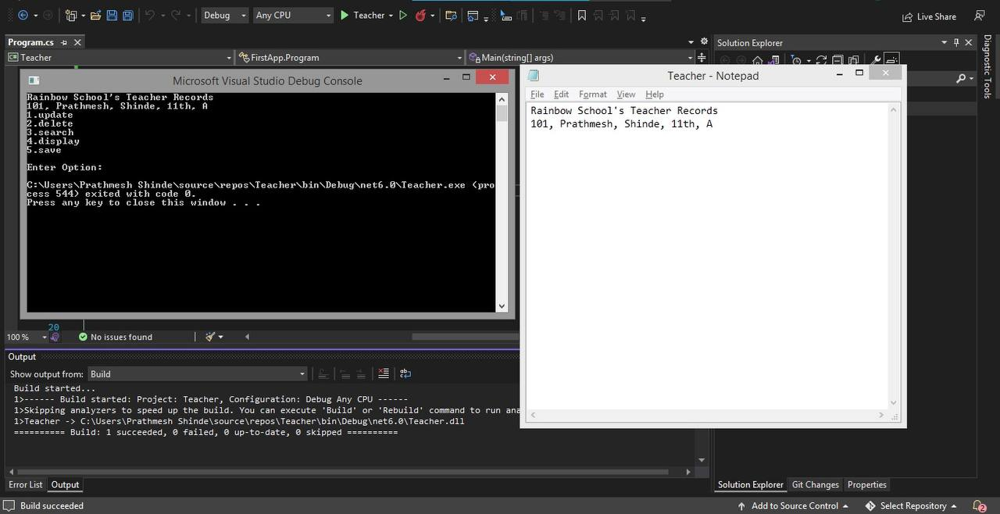 Debug
Any CPU
Teacher
Live Share
Program.cs
Teacher
FirstApp.Program
Main(string[] args)
Solution Explorer
Diagnostic Tools
Microsoft Visual Studio Debug Console
Rainbow School's Teacher Records
101, Prathmesh, Shinde, 11th, A
1.update
2.delete
3.search
4.display
5.save
Enter Option:
C:\Users\Prathmesh Shinde\source\repos\Teacher\bin\Debug\net6.0\Teacher.exe (pro
cess 544) exited with code 0.
Press any key to close this window . . .
Teacher - Notepad
File Edit Format View Help
Rainbow School's Teacher Records
101, Prathmesh, Shinde, 11th, A
20
100 %
No issues found
Output
Show output from: Build
Build started...
1>------ Build started: Project: Teacher, Configuration: Debug Any CPU ------
1>Skipping analyzers to speed up the build. You can execute 'Build' or 'Rebuild' command to run ana
1>Teacher -> C:\Users\Prathmesh Shinde\source\repos\Teacher\bin\Debug\net6.0\Teacher.dll
========== Build: 1 succeeded, 0 failed, 0 up-to-date, 0 skipped ==========
Error List Output
Solution Explorer Git Changes Properties
Build succeeded
Add to Source Control
Select Repository
2